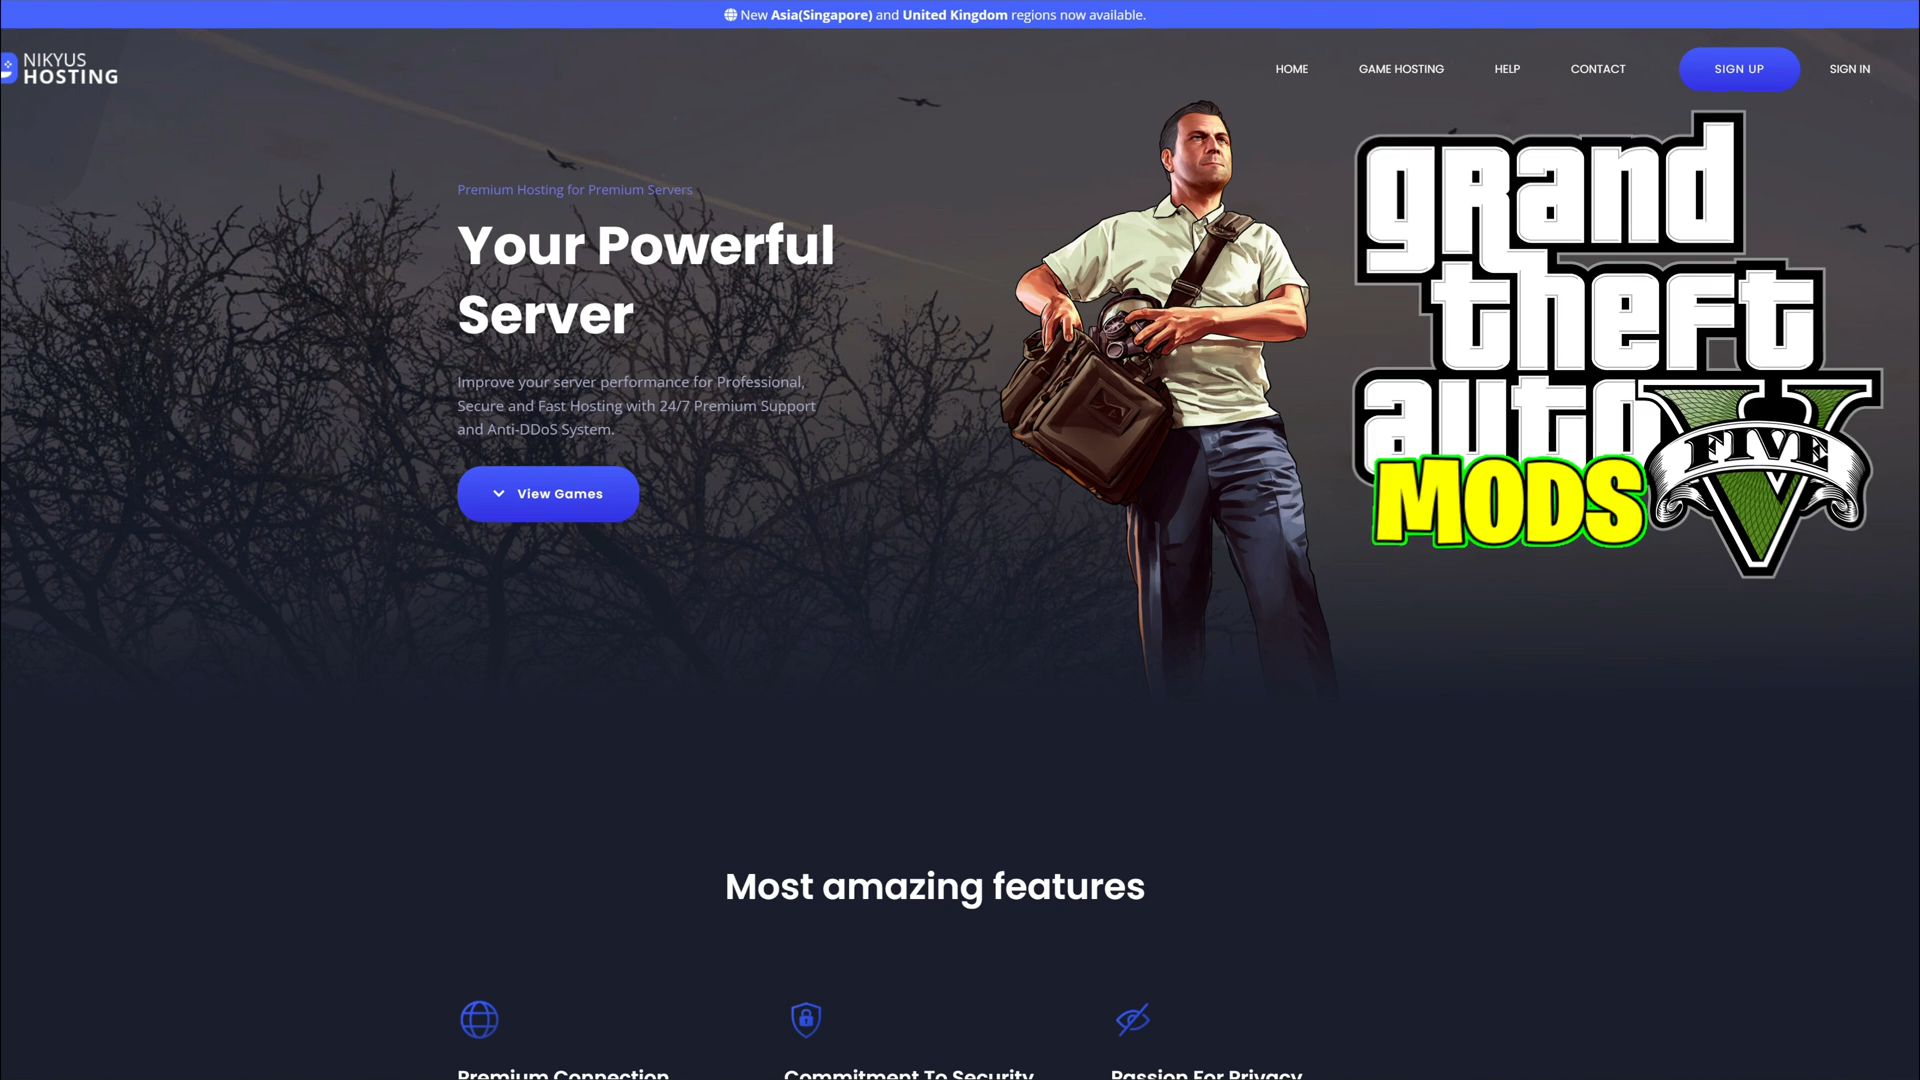 New Asia(Singapore) and United Kingdom regions now available.
NIKYUS
HOSTING
HOME
GAME HOSTING
HELP
CONTACT
SIGN UP
SIGN IN
Premium Hosting for Premium Servers
Your Powerful
Server
Improve your server performance for Professional,
Secure and Fast Hosting with 24/7 Premium Support
and Anti-DDoS System.
View Games
grand
theft
auto
FIVE
MODS
Most amazing features
Premium Connection
Commitment To Security
Passion For Privacy